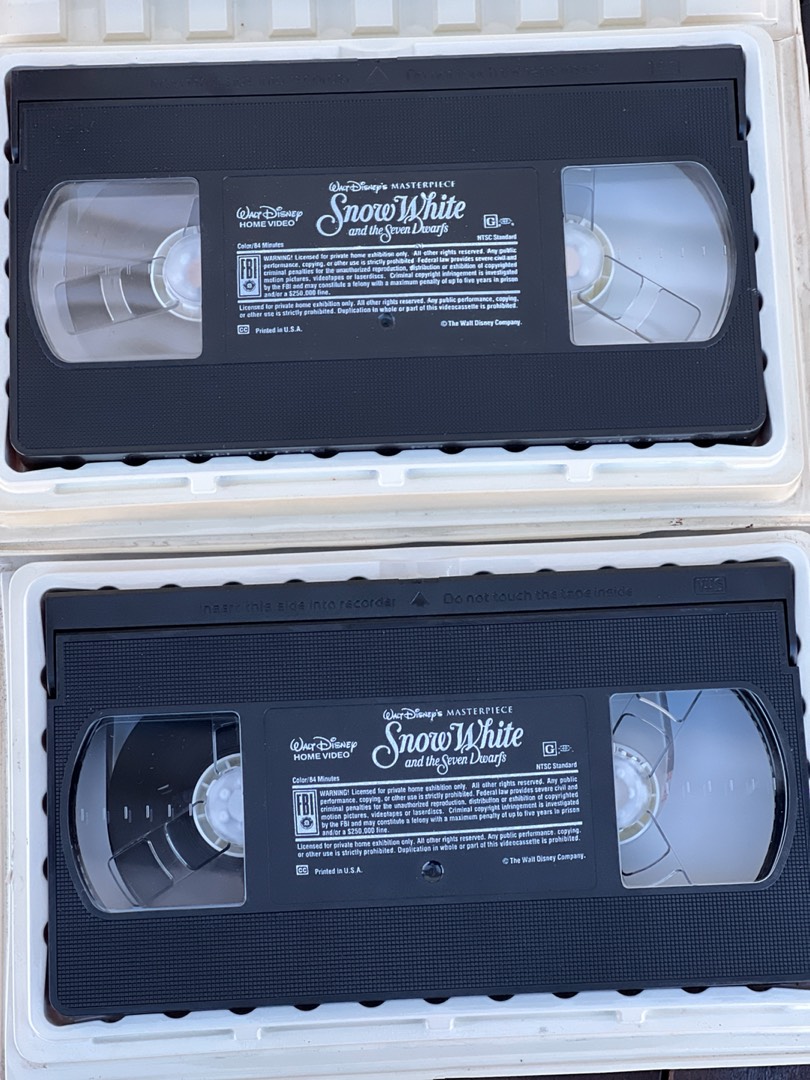 WALT DISNEY'S MASTERPIECE
WALT DISNEY
HOME VIDEO
Snow White
and the Seven Dwarfs
G
Color/84 Minutes
NTSC Standard
FBI
WARNING! Licensed for private home exhibition only. All other rights reserved. Any public
performance, copying, or other use is strictly prohibited. Federal law provides severe civil and
criminal penalties for the unauthorized reproduction, distribution or exhibition of copyrighted
motion pictures, videotapes or laserdiscs. Criminal copyright infringement is investigated
by the FBI and may constitute a felony with a maximum penalty of up to five years in prison
and/or a $250,000 fine.
Licensed for private home exhibition only. All other rights reserved. Any public performance, copying,
or other use is strictly prohibited. Duplication in whole or part of this videocassette is prohibited.
CC Printed in U.S.A.
© The Walt Disney Company.
Insert this side into recorder Do not touch the tape inside
VHS
WALT DISNEY'S MASTERPIECE
WALT DISNEY
HOME VIDEO
Snow White
and the Seven Dwarfs
G
Color/84 Minutes
NTSC Standard
FBI
WARNING! Licensed for private home exhibition only. All other rights reserved. Any public
performance, copying, or other use is strictly prohibited. Federal law provides severe civil and
criminal penalties for the unauthorized reproduction, distribution or exhibition of copyrighted
motion pictures, videotapes or laserdiscs. Criminal copyright infringement is investigated
by the FBI and may constitute a felony with a maximum penalty of up to five years in prison
and/or a $250,000 fine.
Licensed for private home exhibition only. All other rights reserved. Any public performance, copying,
or other use is strictly prohibited. Duplication in whole or part of this videocassette is prohibited.
CC Printed in U.S.A.
© The Walt Disney Company.